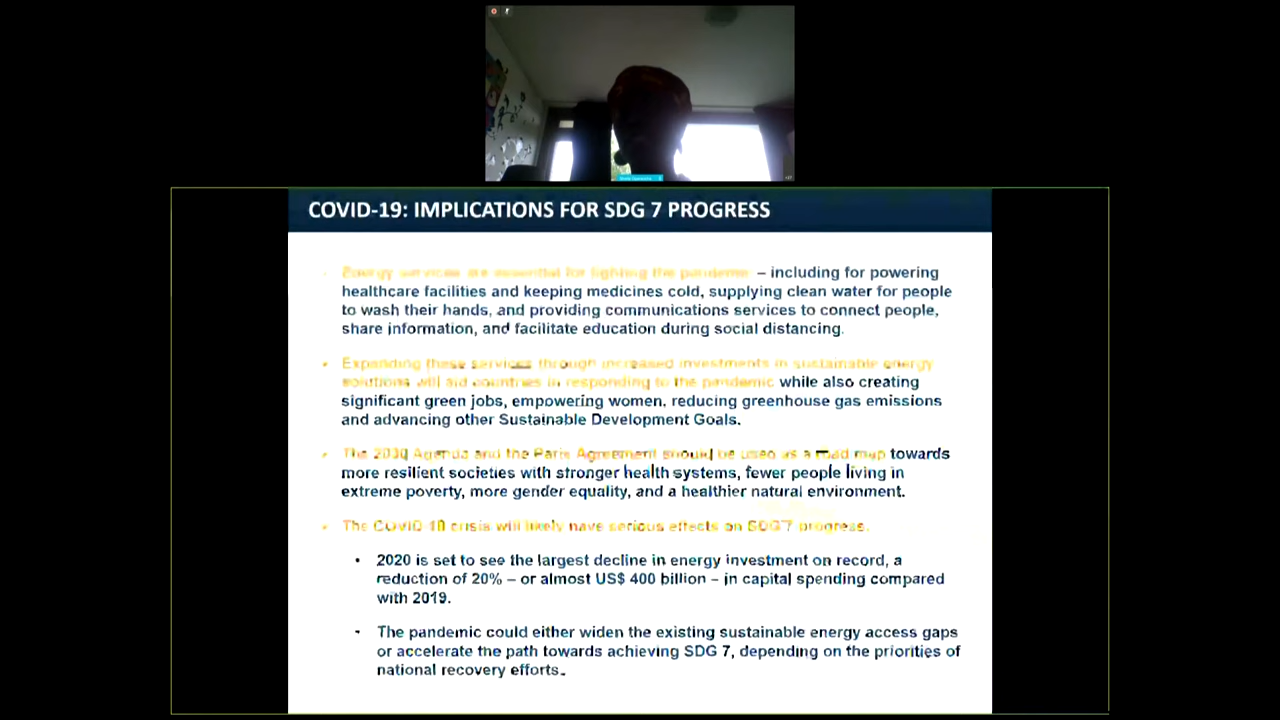 COVID-19: IMPLICATIONS FOR SDG 7 PROGRESS
Energy services are essential for fighting the pandemic – including for powering
healthcare facilities and keeping medicines cold, supplying clean water for people
to wash their hands, and providing communications services to connect people,
share information, and facilitate education during social distancing.
Expanding these services through increased investments in sustainable energy
solutions will aid countries in responding to the pandemic while also creating
significant green jobs, empowering women, reducing greenhouse gas emissions
and advancing other Sustainable Development Goals.
The 2030 Agenda and the Paris Agreement should be used as a road map towards
more resilient societies with stronger health systems, fewer people living in
extreme poverty, more gender equality, and a healthier natural environment.
The COVID-19 crisis will likely have serious effects on SDG 7 progress.
• 2020 is set to see the largest decline in energy investment on record, a
reduction of 20% – or almost US$ 400 billion – in capital spending compared
with 2019.
• The pandemic could either widen the existing sustainable energy access gaps
or accelerate the path towards achieving SDG 7, depending on the priorities of
national recovery efforts.